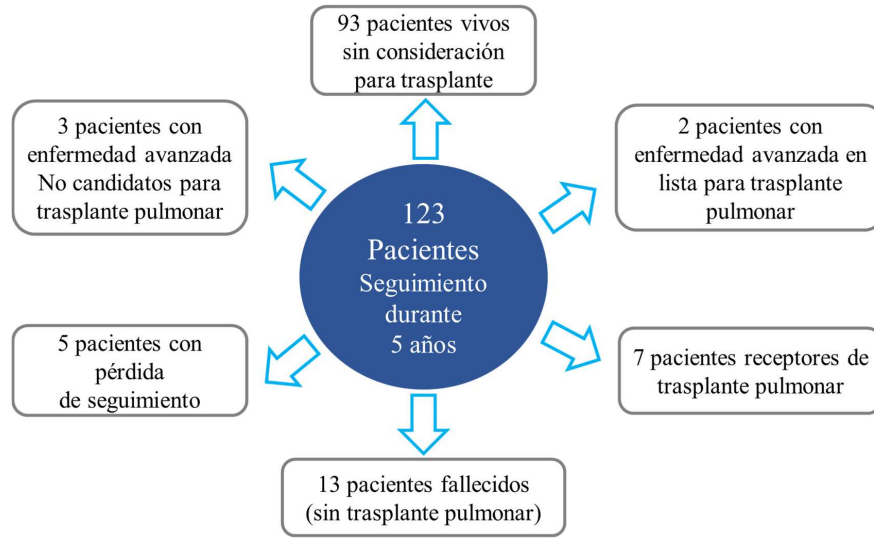 93 pacientes vivos
sin consideración
para trasplante
3 pacientes con
enfermedad avanzada
No candidatos para
trasplante pulmonar
2 pacientes con
enfermedad avanzada en
lista para trasplante
pulmonar
123
Pacientes
Seguimiento
durante
5 años
5 pacientes con
pérdida
de seguimiento
7 pacientes receptores de
trasplante pulmonar
13 pacientes fallecidos
(sin trasplante pulmonar)